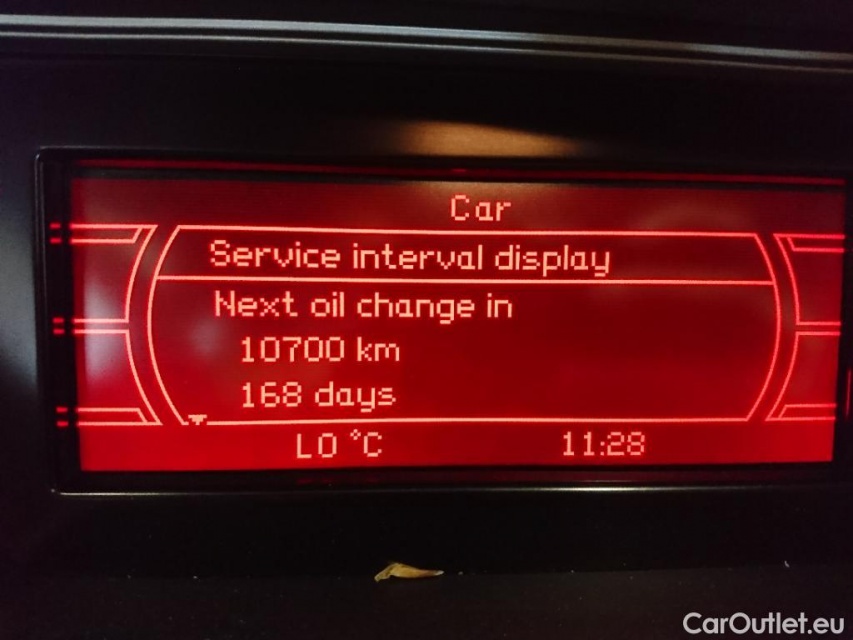 Car
Service interval display
Next oil change in
10700 km
168 days
LO °C 11:28
CarOutlet.eu